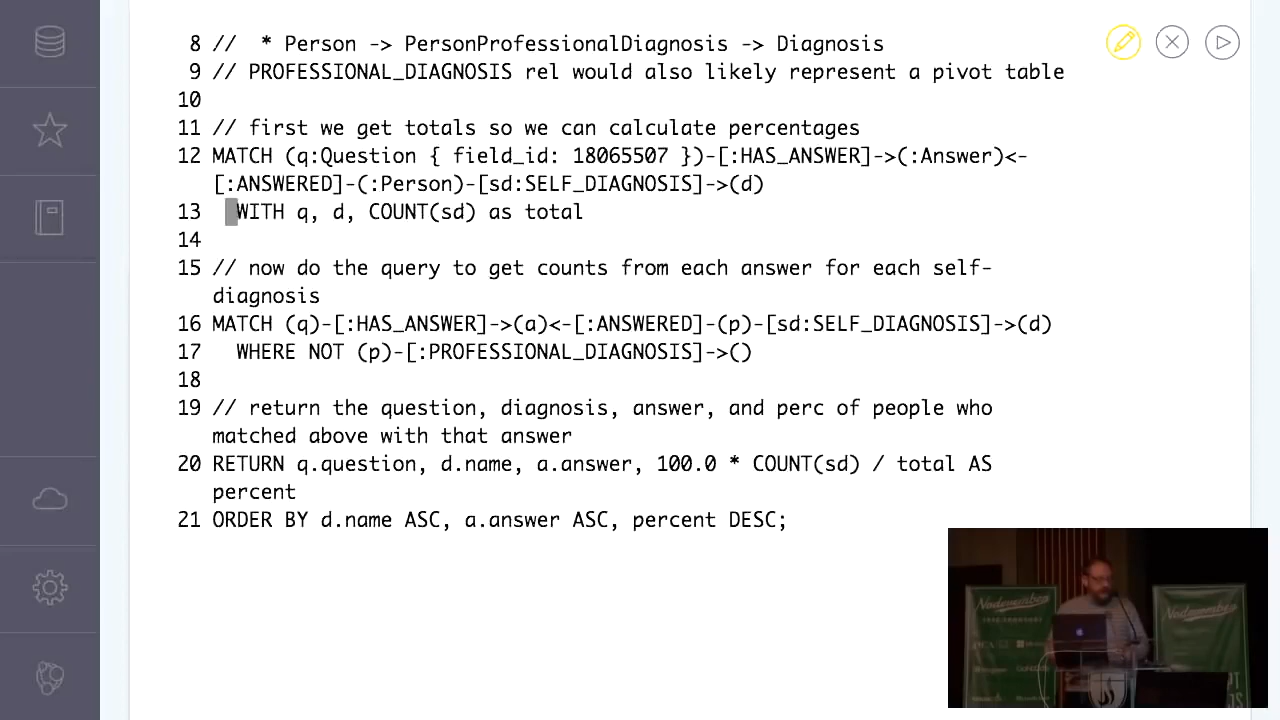 8 //  * Person -> PersonProfessionalDiagnosis -> Diagnosis
9 // PROFESSIONAL_DIAGNOSIS rel would also likely represent a pivot table
10
11 // first we get totals so we can calculate percentages
12 MATCH (q:Question { field_id: 18065507 })-[:HAS_ANSWER]->(:Answer)<-
[:ANSWERED]-(:Person)-[sd:SELF_DIAGNOSIS]->(d)
13   WITH q, d, COUNT(sd) as total
14
15 // now do the query to get counts from each answer for each self-
diagnosis
16 MATCH (q)-[:HAS_ANSWER]->(a)<-[:ANSWERED]-(p)-[sd:SELF_DIAGNOSIS]->(d)
17   WHERE NOT (p)-[:PROFESSIONAL_DIAGNOSIS]->()
18
19 // return the question, diagnosis, answer, and perc of people who
matched above with that answer
20 RETURN q.question, d.name, a.answer, 100.0 * COUNT(sd) / total AS
percent
21 ORDER BY d.name ASC, a.answer ASC, percent DESC;
Nodevember
Nodevember